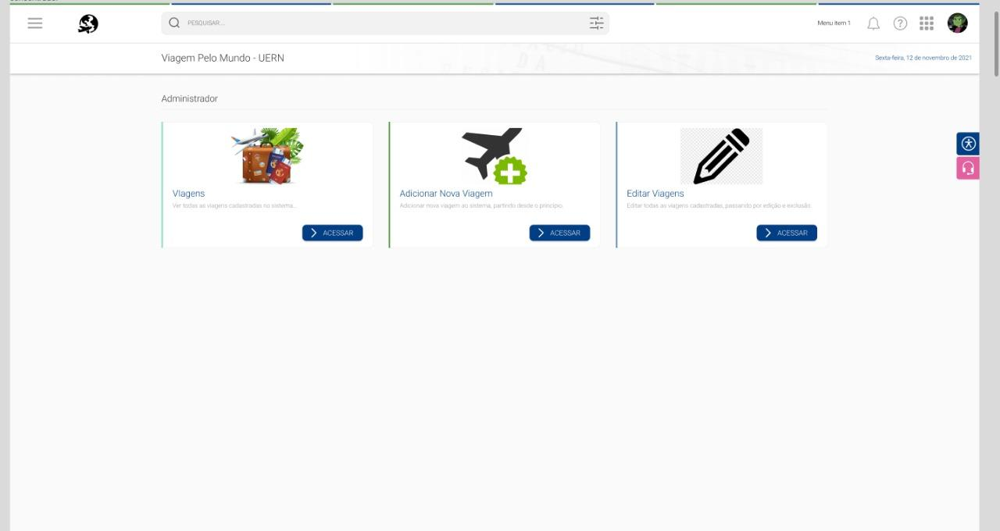 PESQUISAR...
Menu Item 1
Viagem Pelo Mundo - UERN
Sexta-feira, 12 de novembro de 2021
Administrador
VIagens
Ver todas as viagens cadastradas no sistema...
ACESSAR
Adicionar Nova Viagem
Adicionar nova viagem ao sistema, partindo desde o principio.
ACESSAR
Editar Viagens
Editar todas as viagens cadastradas, passando por edição e exclusão.
ACESSAR